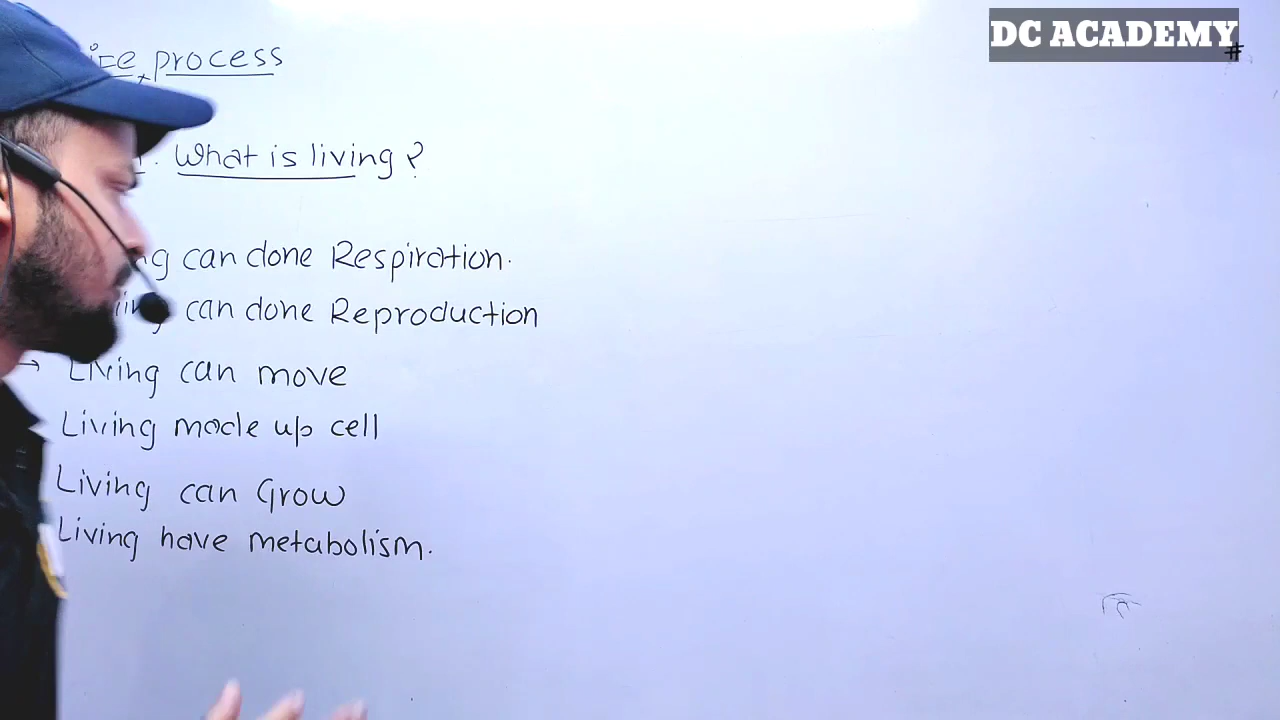 DC ACADEMY
#
process
What is living ?
can done Respiration.
can done Reproduction
→ Living can move
Living made up cell
Living can Grow
Living have metabolism.